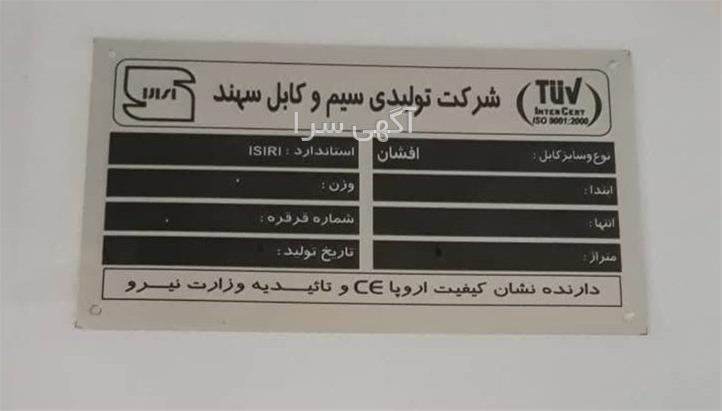 TÜV
INTERCERT
ISO 9001:2000
شرکت تولیدی سیم و کابل سهند
آگهی سرا
نوع وسایز کابل : افشان
استاندارد : ISIRI
ابتدا :
وزن :
انتها :
شماره قرقره :
متراژ :
تاریخ تولید :
دارنده نشان کیفیت اروپا CE و تائیدیه وزارت نیرو